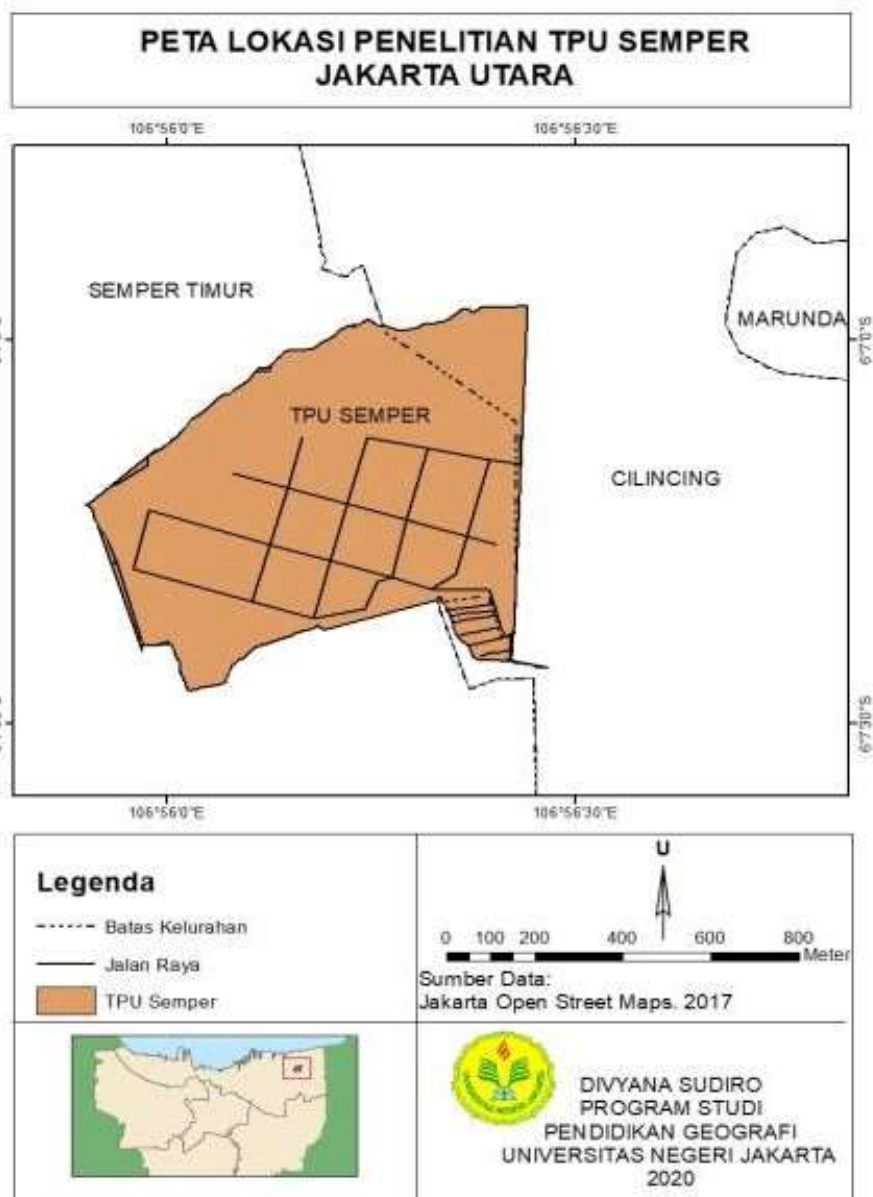 PETA LOKASI PENELITIAN TPU SEMPER
JAKARTA UTARA
106°56'0"E 106°56'30"E
SEMPER TIMUR
MARUNDA
6°7'0"S
TPU SEMPER
CILINCING
6°7'30"S
106°56'0"E 106°56'30"E
Legenda
Batas Kelurahan
Jalan Raya
TPU Semper
U
0 100 200 400 600 800
Meter
Sumber Data:
Jakarta Open Street Maps. 2017
DIVYANA SUDIRO
PROGRAM STUDI
PENDIDIKAN GEOGRAFI
UNIVERSITAS NEGERI JAKARTA
2020